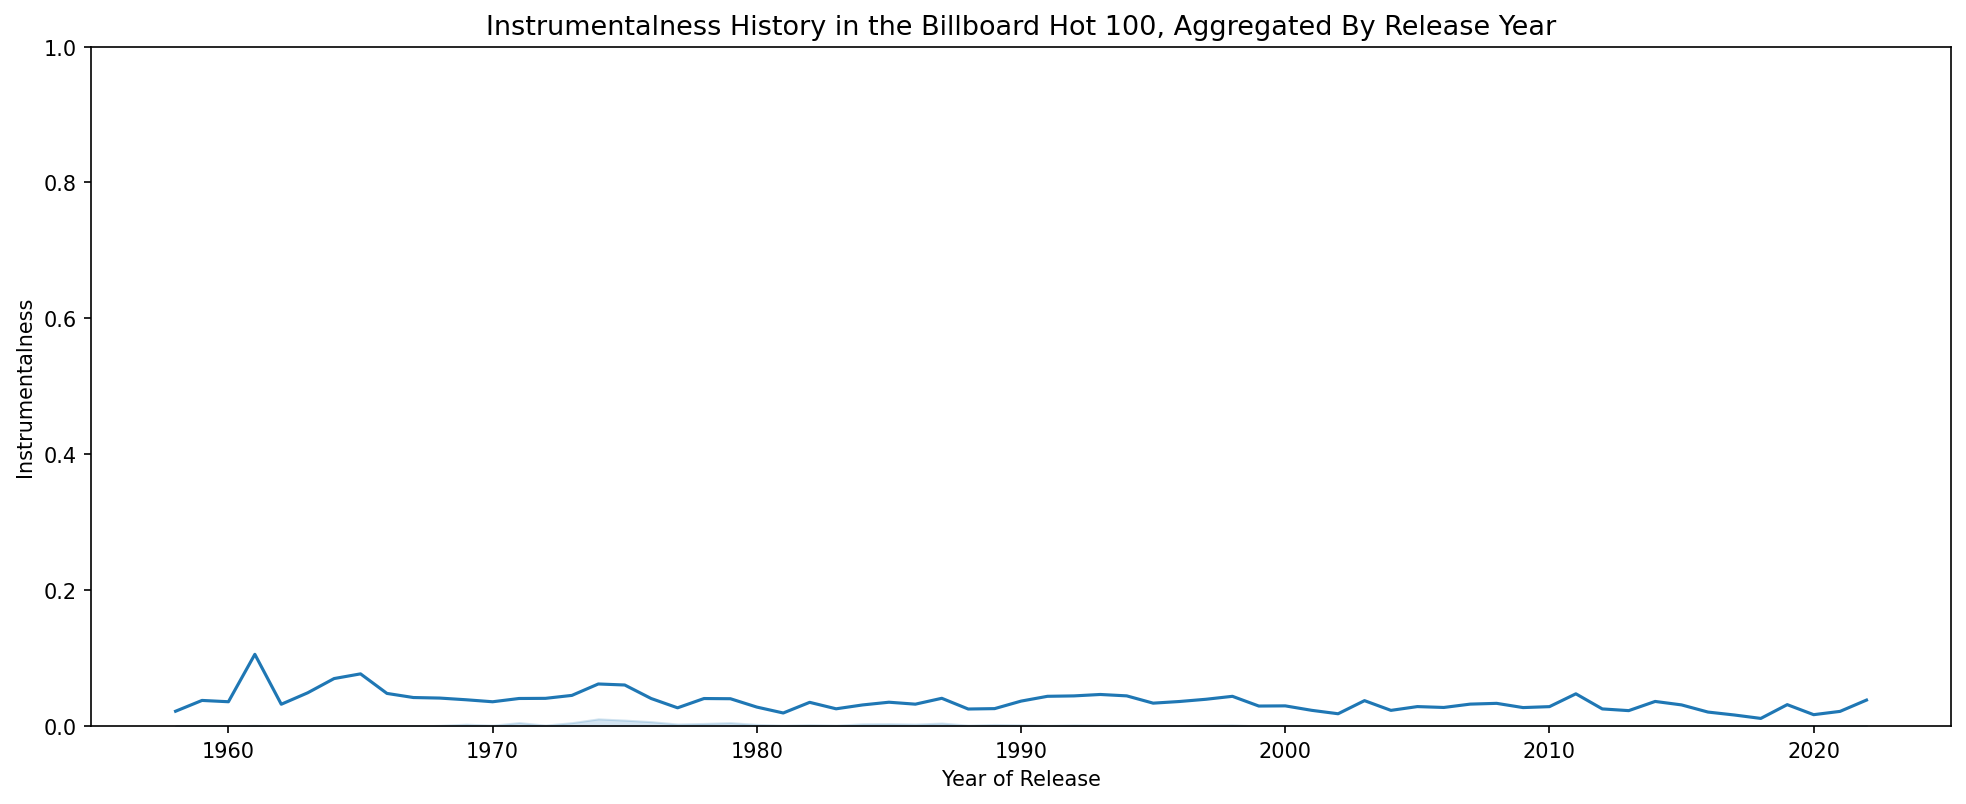 Instrumentalness History in the Billboard Hot 100, Aggregated By Release Year
1.0
0.8
0.6
0.4
0.2
0.0
Instrumentalness
1960 1970 1980 1990 2000 2010 2020
Year of Release